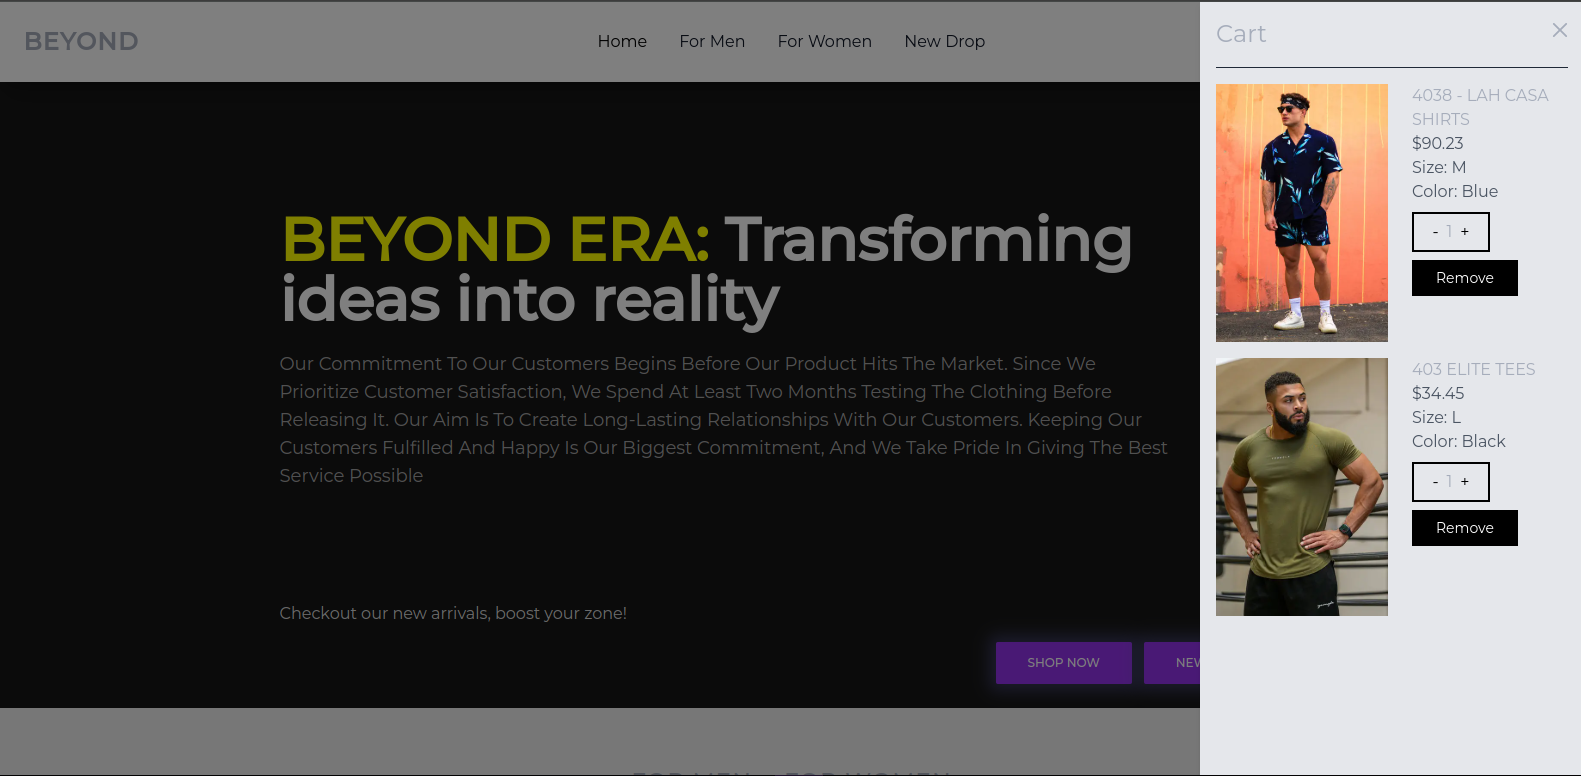 BEYOND
Home For Men For Women New Drop
BEYOND ERA: Transforming
ideas into reality
Our Commitment To Our Customers Begins Before Our Product Hits The Market. Since We
Prioritize Customer Satisfaction, We Spend At Least Two Months Testing The Clothing Before
Releasing It. Our Aim Is To Create Long-Lasting Relationships With Our Customers. Keeping Our
Customers Fulfilled And Happy Is Our Biggest Commitment, And We Take Pride In Giving The Best
Service Possible
Checkout our new arrivals, boost your zone!
SHOP NOW
Cart
4038 - LAH CASA
SHIRTS
$90.23
Size: M
Color: Blue
- 1 +
Remove
403 ELITE TEES
$34.45
Size: L
Color: Black
- 1 +
Remove